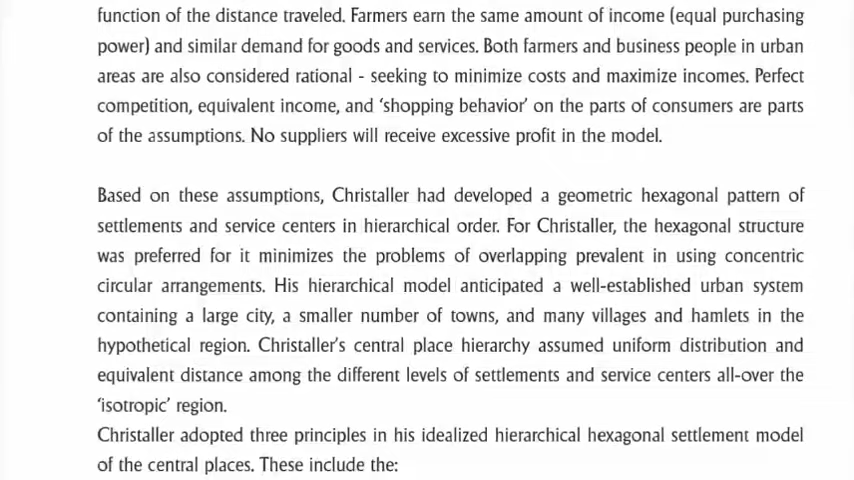 function of the distance traveled. Farmers earn the same amount of income (equal purchasing
power) and similar demand for goods and services. Both farmers and business people in urban
areas are also considered rational - seeking to minimize costs and maximize incomes. Perfect
competition, equivalent income, and ‘shopping behavior’ on the parts of consumers are parts
of the assumptions. No suppliers will receive excessive profit in the model.
Based on these assumptions, Christaller had developed a geometric hexagonal pattern of
settlements and service centers in hierarchical order. For Christaller, the hexagonal structure
was preferred for it minimizes the problems of overlapping prevalent in using concentric
circular arrangements. His hierarchical model anticipated a well-established urban system
containing a large city, a smaller number of towns, and many villages and hamlets in the
hypothetical region. Christaller’s central place hierarchy assumed uniform distribution and
equivalent distance among the different levels of settlements and service centers all-over the
‘isotropic’ region.
Christaller adopted three principles in his idealized hierarchical hexagonal settlement model
of the central places. These include the: